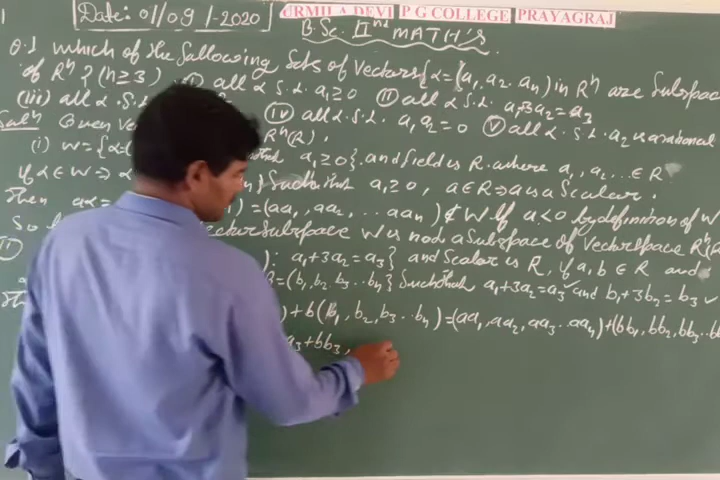 Date: 01/09/-2020
URMILA DEVI P G COLLEGE PRAYAGRAJ
B.Sc. IInd MATH'S
Q.1 which of the following sets of vectors {α = (a1, a2 .. an) in Rn are subspace
of Rn? (n≥3) (i) all α s.t. a1≥0 (ii) all α s.t. a1+3a2=a3
(iii) all α s.t. (iv) all α s.t. a1a2=0 (v) all α s.t. a2 is a rational
Soln Given Rn(R).
(i) W={α= that a1≥0} and field is R. where a1, a2, ... ∈R
if α∈W ⇒ such that a1≥0, a∈R ⇒ a is a scalar.
Then aα= ) = (aa1, aa2, ... aan) ∉ W if a<0 by definition of W
So vector subspace W is not a subspace of vector space Rn(R)
(ii) : a1+3a2=a3} and scalar is R, if a, b ∈ R and
β=(b1, b2, b3 .. bn} such that a1+3a2=a3 and b1+3b2=b3 ✓
) + b(b1, b2, b3 ... bn) = (aa1, aa2, aa3 .. aan)+(bb1, bb2, bb3 ..
a3+bb3,